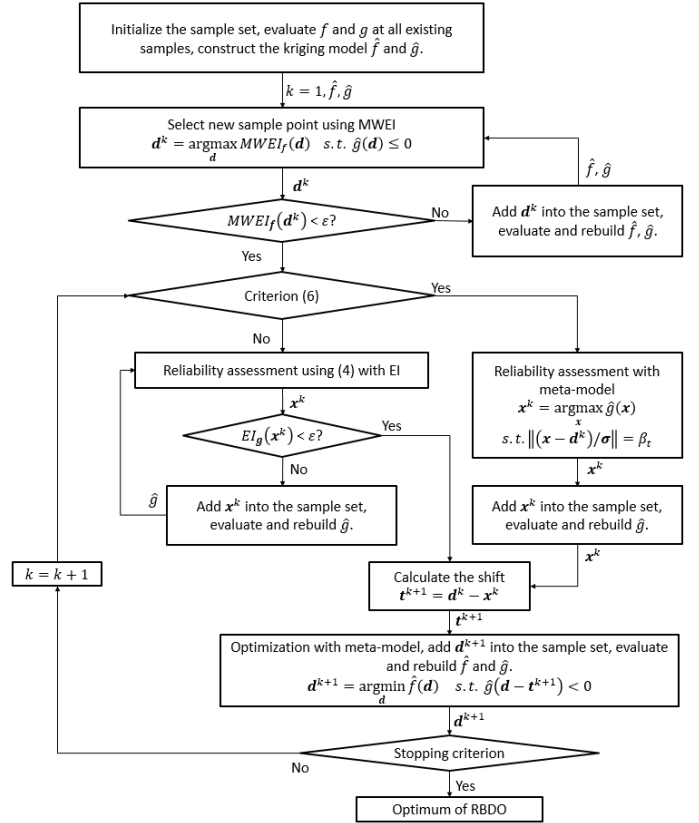 Initialize the sample set, evaluate f and g at all existing
samples, construct the kriging model f̂ and ĝ.
k = 1, f̂, ĝ
Select new sample point using MWEI
d^k = argmax MWEI_f(d) s.t. ĝ(d) ≤ 0
d
f̂, ĝ
d^k
MWEI_f(d^k) < ε?
No
Add d^k into the sample set,
evaluate and rebuild f̂, ĝ.
Yes
Criterion (6)
Yes
No
Reliability assessment using (4) with EI
Reliability assessment with
meta-model
x^k = argmax ĝ(x)
x
s.t. ‖(x − d^k)/σ‖ = β_t
x^k
EI_g(x^k) < ε?
Yes
No
x^k
ĝ
Add x^k into the sample set,
evaluate and rebuild ĝ.
Add x^k into the sample set,
evaluate and rebuild ĝ.
x^k
k = k + 1
Calculate the shift
t^{k+1} = d^k − x^k
t^{k+1}
Optimization with meta-model, add d^{k+1} into the sample set, evaluate
and rebuild f̂ and ĝ.
d^{k+1} = argmin f̂(d) s.t. ĝ(d − t^{k+1}) < 0
d
d^{k+1}
Stopping criterion
No
Yes
Optimum of RBDO